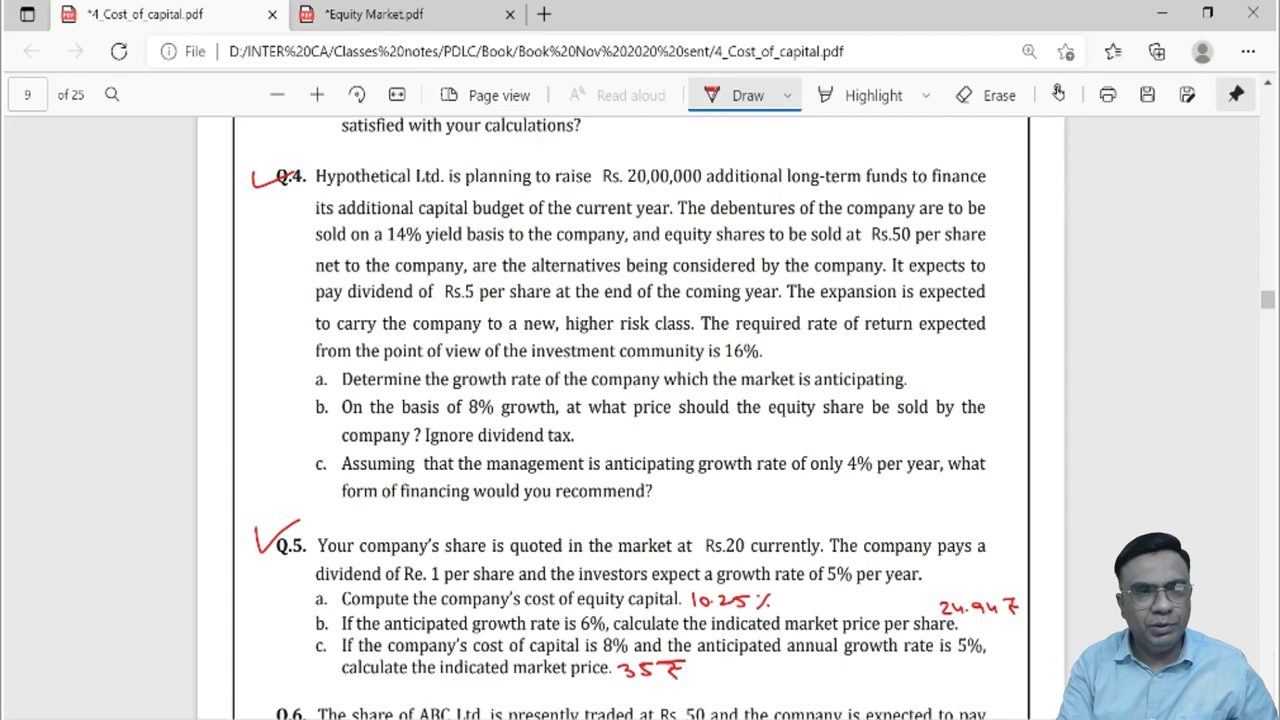 *4_Cost_of_capital.pdf
*Equity Market.pdf
File D:/INTER%20CA/Classes%20notes/PDLC/Book/Book%20Nov%202020%20sent/4_Cost_of_capital.pdf
9 of 25 Page view Read aloud Draw Highlight Erase
satisfied with your calculations?
Q.4. Hypothetical Ltd. is planning to raise Rs. 20,00,000 additional long-term funds to finance
its additional capital budget of the current year. The debentures of the company are to be
sold on a 14% yield basis to the company, and equity shares to be sold at Rs.50 per share
net to the company, are the alternatives being considered by the company. It expects to
pay dividend of Rs.5 per share at the end of the coming year. The expansion is expected
to carry the company to a new, higher risk class. The required rate of return expected
from the point of view of the investment community is 16%.
a. Determine the growth rate of the company which the market is anticipating.
b. On the basis of 8% growth, at what price should the equity share be sold by the
company ? Ignore dividend tax.
c. Assuming that the management is anticipating growth rate of only 4% per year, what
form of financing would you recommend?
Q.5. Your company's share is quoted in the market at Rs.20 currently. The company pays a
dividend of Re. 1 per share and the investors expect a growth rate of 5% per year.
a. Compute the company's cost of equity capital. 10.25%
b. If the anticipated growth rate is 6%, calculate the indicated market price per share. 24.94₹
c. If the company's cost of capital is 8% and the anticipated annual growth rate is 5%,
calculate the indicated market price. 35₹
Q.6. The share of ABC Ltd. is presently traded at Rs. 50 and the company is expected to pay